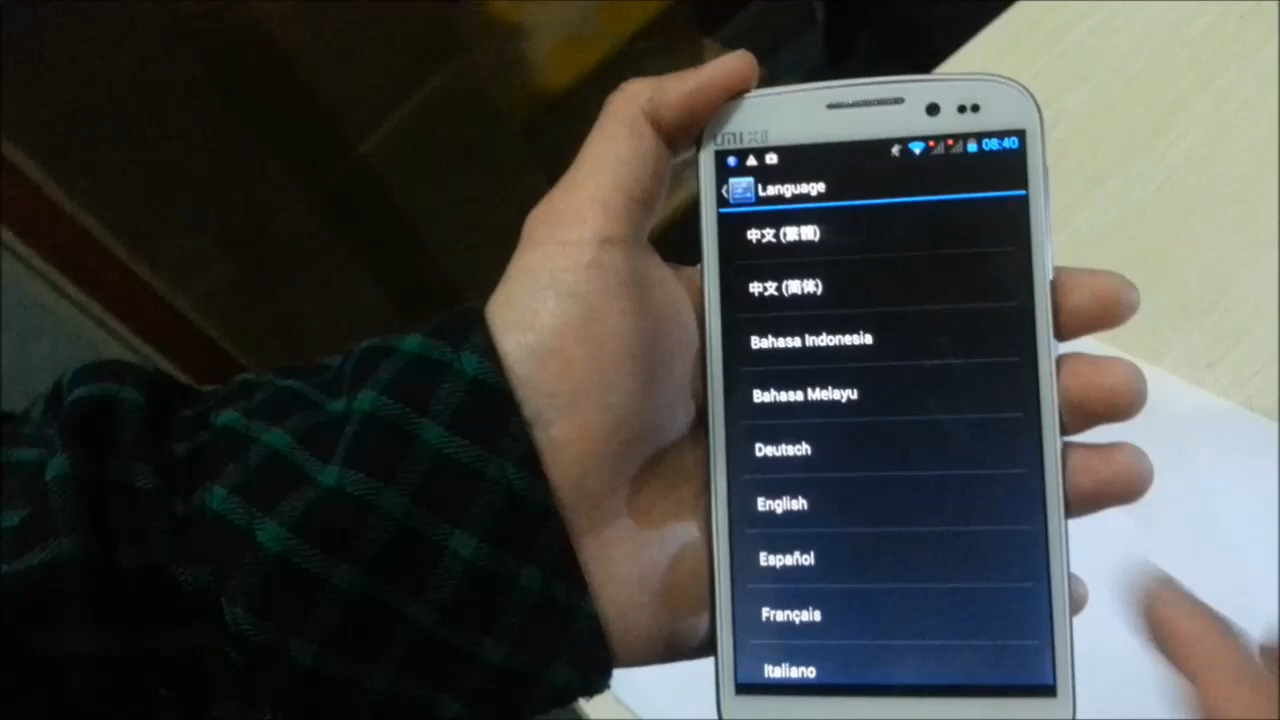 UMI X2
08:40
Language
中文 (繁體)
中文 (简体)
Bahasa Indonesia
Bahasa Melayu
Deutsch
English
Español
Français
Italiano